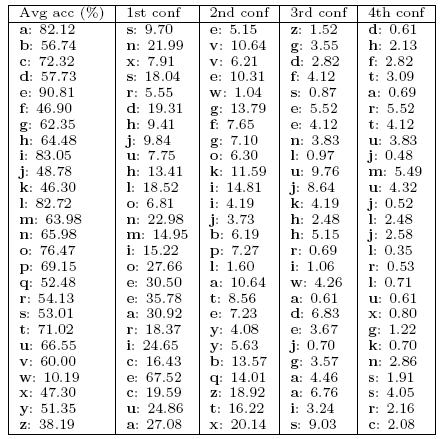 Avg acc (%) 1st conf 2nd conf 3rd conf 4th conf
a: 82.12 s: 9.70 e: 5.15 z: 1.52 d: 0.61
b: 56.74 n: 21.99 v: 10.64 g: 3.55 h: 2.13
c: 72.32 x: 7.91 v: 6.21 d: 2.82 f: 2.82
d: 57.73 s: 18.04 e: 10.31 f: 4.12 t: 3.09
e: 90.81 r: 5.55 w: 1.04 s: 0.87 a: 0.69
f: 46.90 d: 19.31 g: 13.79 e: 5.52 r: 5.52
g: 62.35 h: 9.41 f: 7.65 e: 4.12 t: 4.12
h: 64.48 j: 9.84 g: 7.10 n: 3.83 u: 3.83
i: 83.05 u: 7.75 o: 6.30 l: 0.97 j: 0.48
j: 48.78 h: 13.41 k: 11.59 u: 9.76 m: 5.49
k: 46.30 l: 18.52 i: 14.81 j: 8.64 u: 4.32
l: 82.72 o: 6.81 i: 4.19 k: 4.19 j: 0.52
m: 63.98 n: 22.98 j: 3.73 h: 2.48 l: 2.48
n: 65.98 m: 14.95 b: 6.19 h: 5.15 j: 2.58
o: 76.47 i: 15.22 p: 7.27 r: 0.69 l: 0.35
p: 69.15 o: 27.66 l: 1.60 i: 1.06 r: 0.53
q: 52.48 e: 30.50 a: 10.64 w: 4.26 l: 0.71
r: 54.13 e: 35.78 t: 8.56 a: 0.61 u: 0.61
s: 53.01 a: 30.92 e: 7.23 d: 6.83 x: 0.80
t: 71.02 r: 18.37 y: 4.08 e: 3.67 g: 1.22
u: 66.55 i: 24.65 y: 5.63 j: 0.70 k: 0.70
v: 60.00 c: 16.43 b: 13.57 g: 3.57 n: 2.86
w: 10.19 e: 67.52 q: 14.01 a: 4.46 s: 1.91
x: 47.30 c: 19.59 z: 18.92 a: 6.76 s: 4.05
y: 51.35 u: 24.86 t: 16.22 i: 3.24 r: 2.16
z: 38.19 a: 27.08 x: 20.14 s: 9.03 c: 2.08